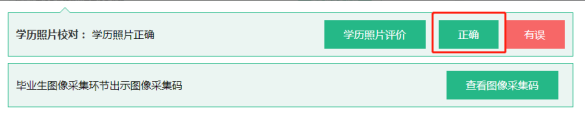 学历照片校对： 学历照片正确 学历照片评价 正确 有误
毕业生图像采集环节出示图像采集码 查看图像采集码